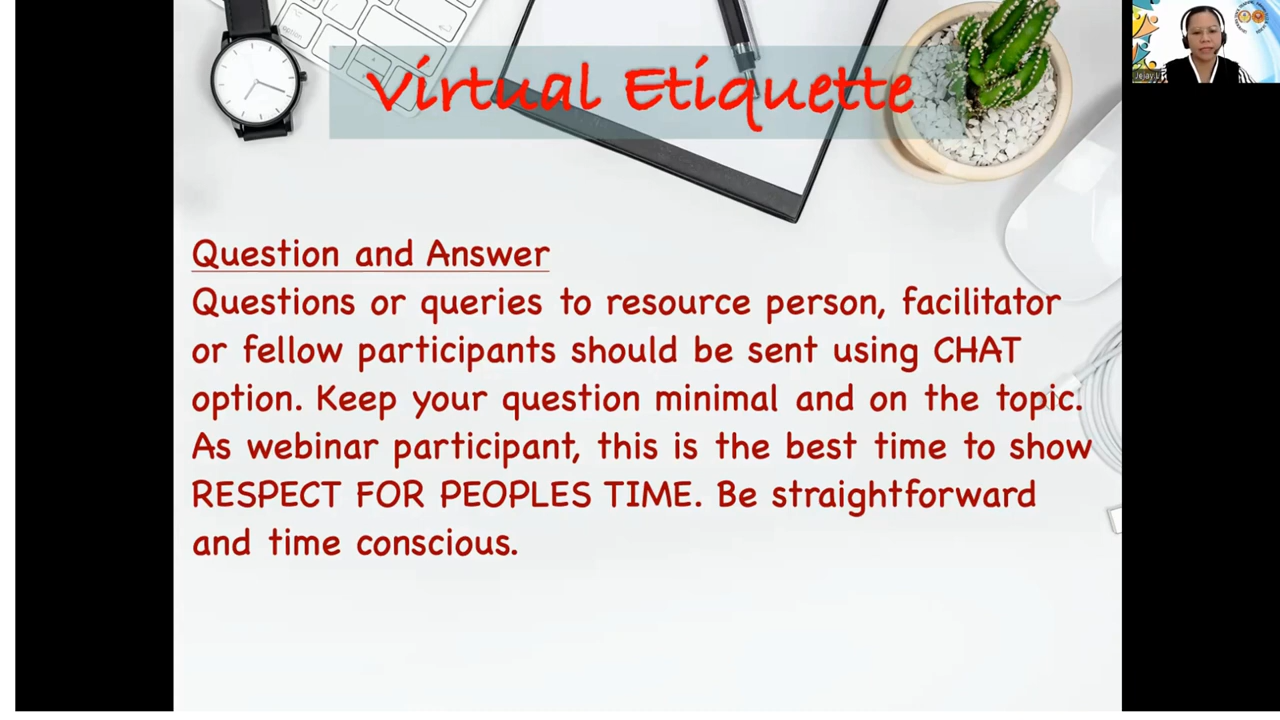 Virtual Etiquette
Question and Answer
Questions or queries to resource person, facilitator
or fellow participants should be sent using CHAT
option. Keep your question minimal and on the topic.
As webinar participant, this is the best time to show
RESPECT FOR PEOPLES TIME. Be straightforward
and time conscious.
option